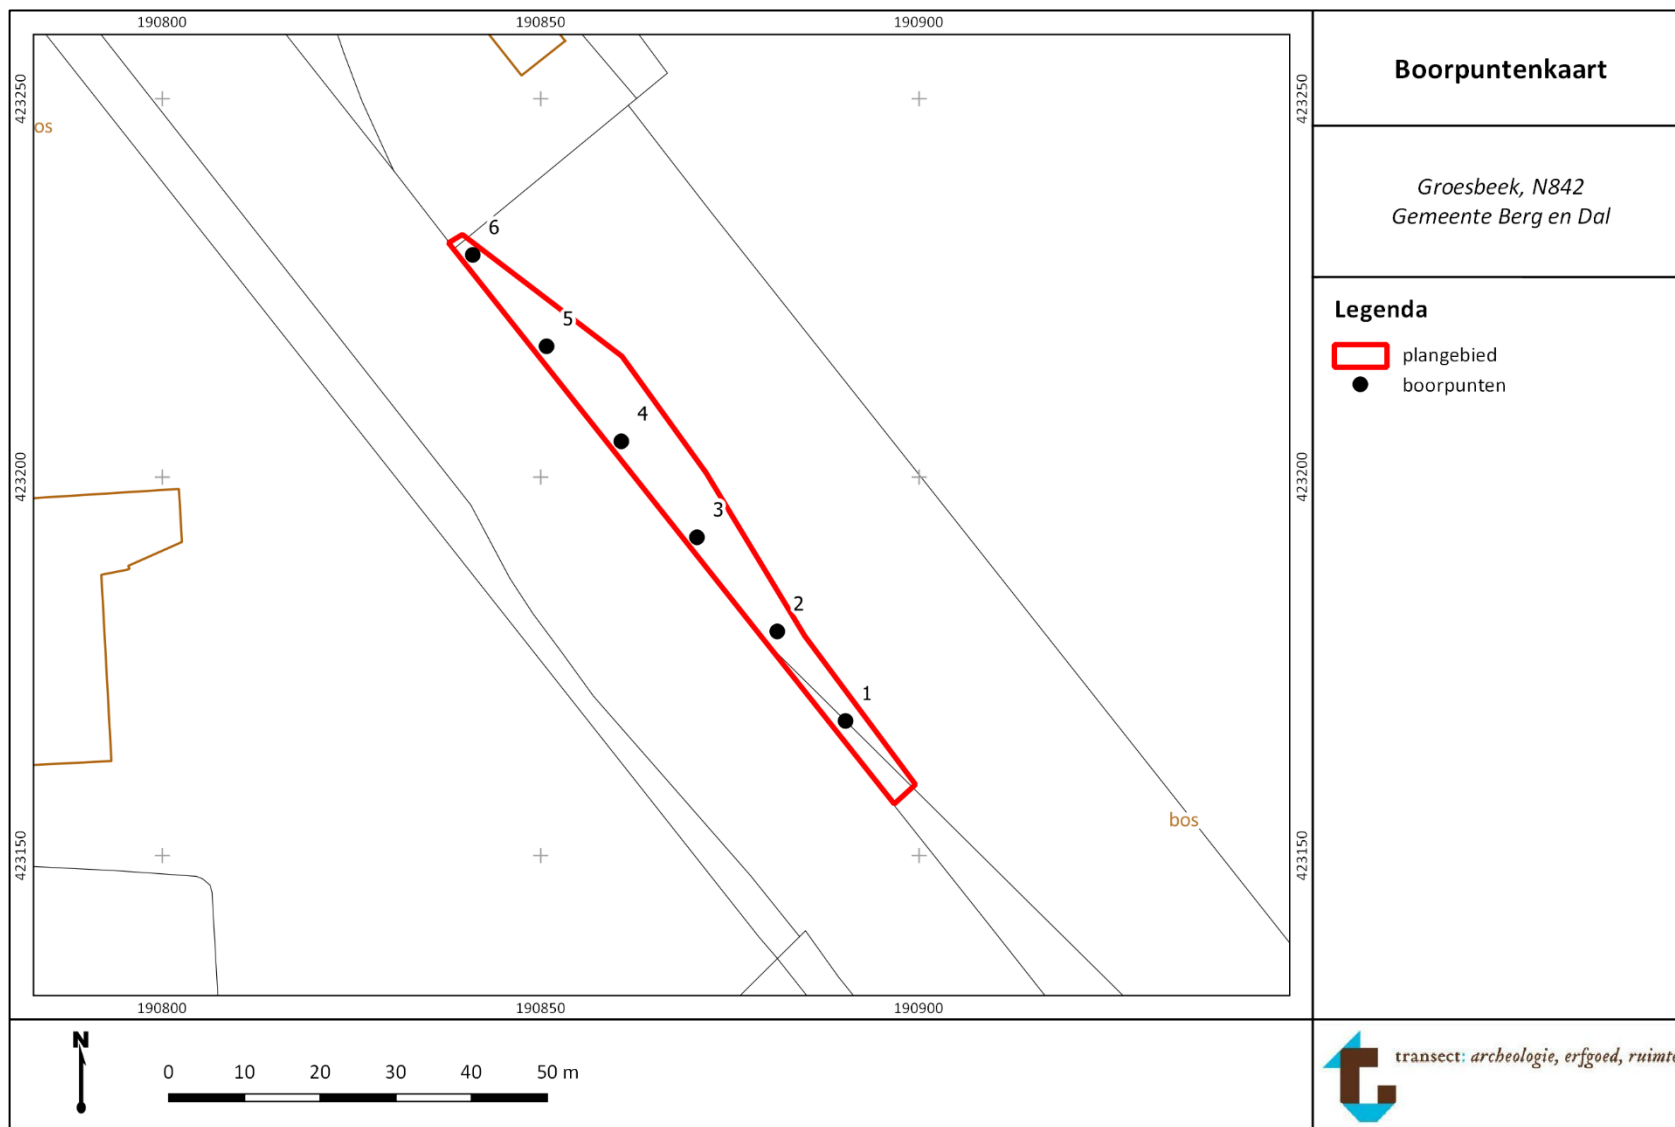 190800
190850
190900
423250
423250
os
6
5
4
423200
423200
3
2
1
bos
423150
423150
190800
190850
190900
Boorpuntenkaart
Groesbeek, N842
Gemeente Berg en Dal
Legenda
plangebied
boorpunten
N
0 10 20 30 40 50 m
transect: archeologie, erfgoed, ruimte